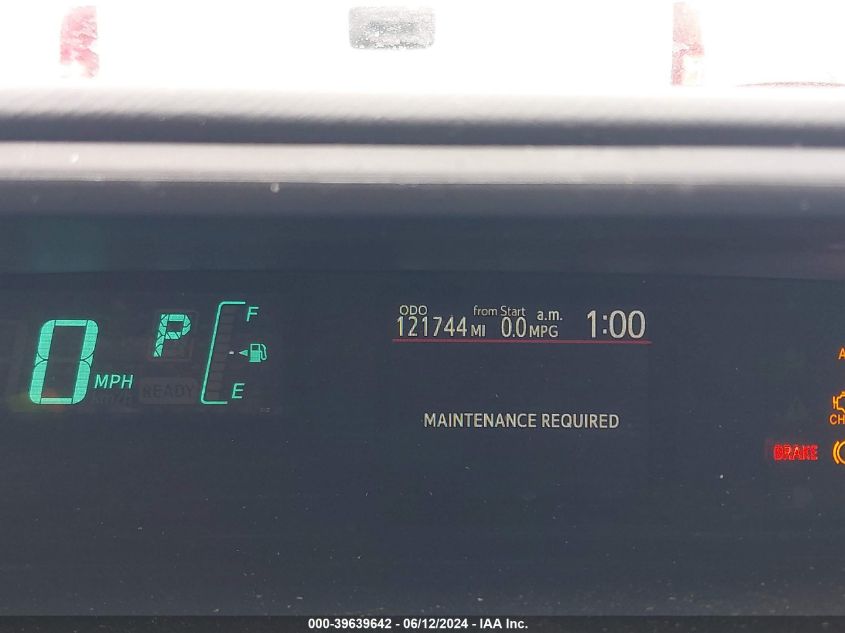 ODO from Start a.m.
121744 MI 0.0 MPG 1:00
F
P
0 MPH
READY
E
MAINTENANCE REQUIRED
BRAKE
000-39639642 - 06/12/2024 - IAA Inc.